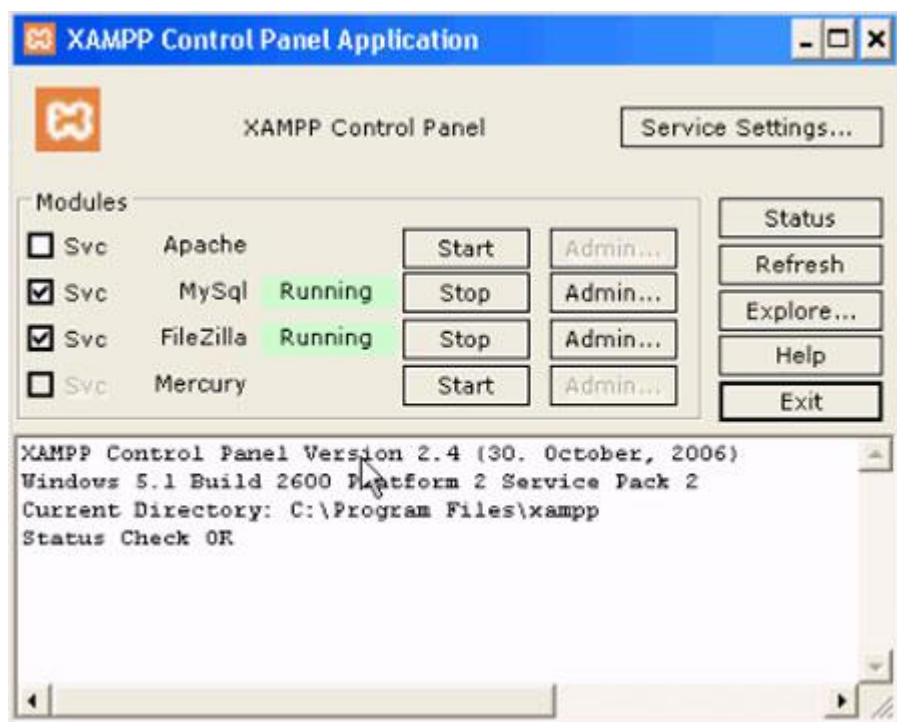 XAMPP Control Panel Application
XAMPP Control Panel
Service Settings...
Modules
Svc Apache Start Admin...
Svc MySql Running Stop Admin...
Svc FileZilla Running Stop Admin...
Svc Mercury Start Admin...
Status
Refresh
Explore...
Help
Exit
XAMPP Control Panel Version 2.4 (30. October, 2006)
Windows 5.1 Build 2600 Platform 2 Service Pack 2
Current Directory: C:\Program Files\xampp
Status Check OK